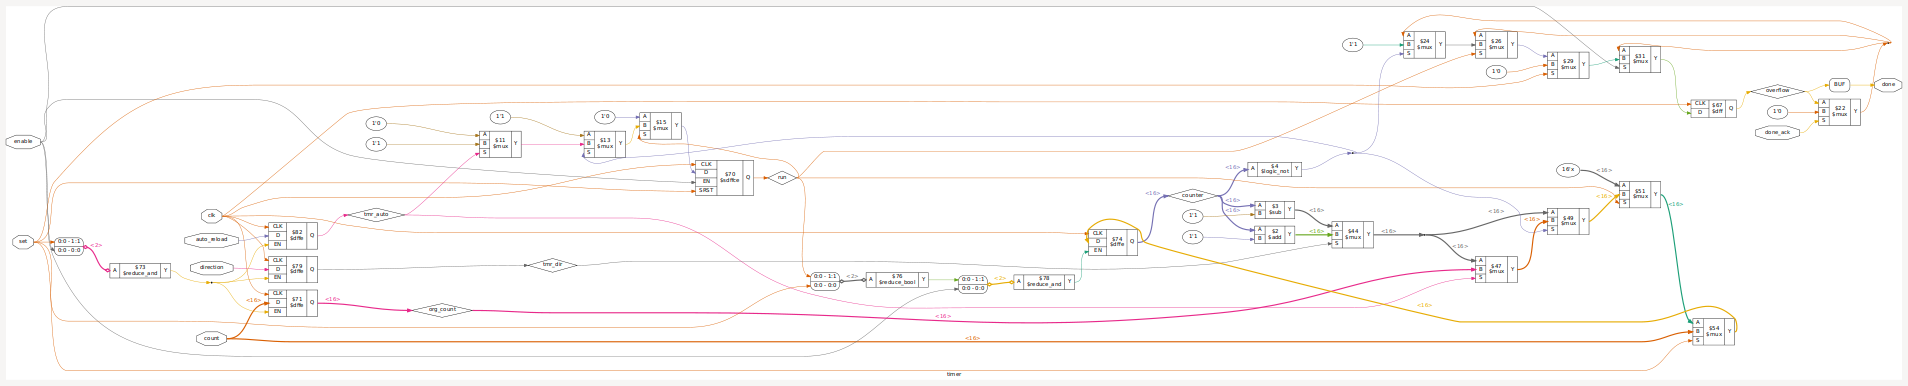 enable
set
0:0 - 1:1
0:0 - 0:0
<2>
A
$73
$reduce_and
Y
clk
auto_reload
direction
count
<16>
CLK
D
EN
$82
$dffe
Q
CLK
D
EN
$79
$dffe
Q
CLK
D
EN
$71
$dffe
Q
<16>
1'0
1'1
tmr_auto
org_count
1'1
A
B
S
$11
$mux
Y
tmr_dir
1'0
A
B
S
$13
$mux
Y
A
B
S
$15
$mux
Y
CLK
D
EN
SRST
$70
$sdffce
Q
run
0:0 - 1:1
0:0 - 0:0
<2>
A
$76
$reduce_bool
Y
<16>
<16>
0:0 - 1:1
0:0 - 0:0
<2>
A
$78
$reduce_and
Y
CLK
D
EN
$74
$dffe
Q
<16>
counter
1'1
1'1
<16>
<16>
<16>
A
$4
$logic_not
Y
A
B
$3
$sub
Y
A
B
$2
$add
Y
<16>
<16>
A
B
S
$44
$mux
Y
<16>
1'1
A
B
S
$24
$mux
Y
<16>
<16>
<16>
A
B
S
$26
$mux
Y
1'0
A
B
S
$47
$mux
Y
<16>
A
B
S
$29
$mux
Y
16'x
<16>
A
B
S
$49
$mux
Y
<16>
A
B
S
$31
$mux
Y
A
B
S
$51
$mux
Y
<16>
CLK
D
$67
$dff
Q
A
B
S
$54
$mux
Y
overflow
1'0
done_ack
BUF
A
B
S
$22
$mux
Y
done
timer